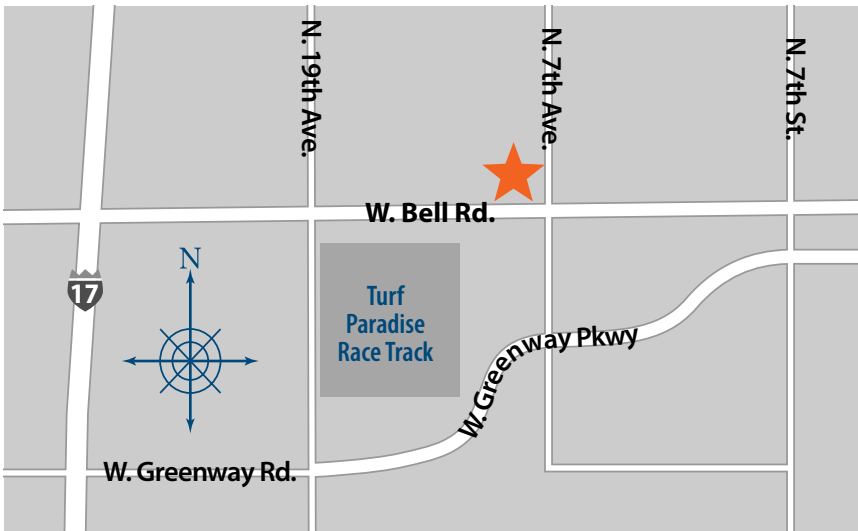 N. 19th Ave.
N. 7th Ave.
N. 7th St.
W. Bell Rd.
N
17
Turf
Paradise
Race Track
W. Greenway Pkwy
W. Greenway Rd.